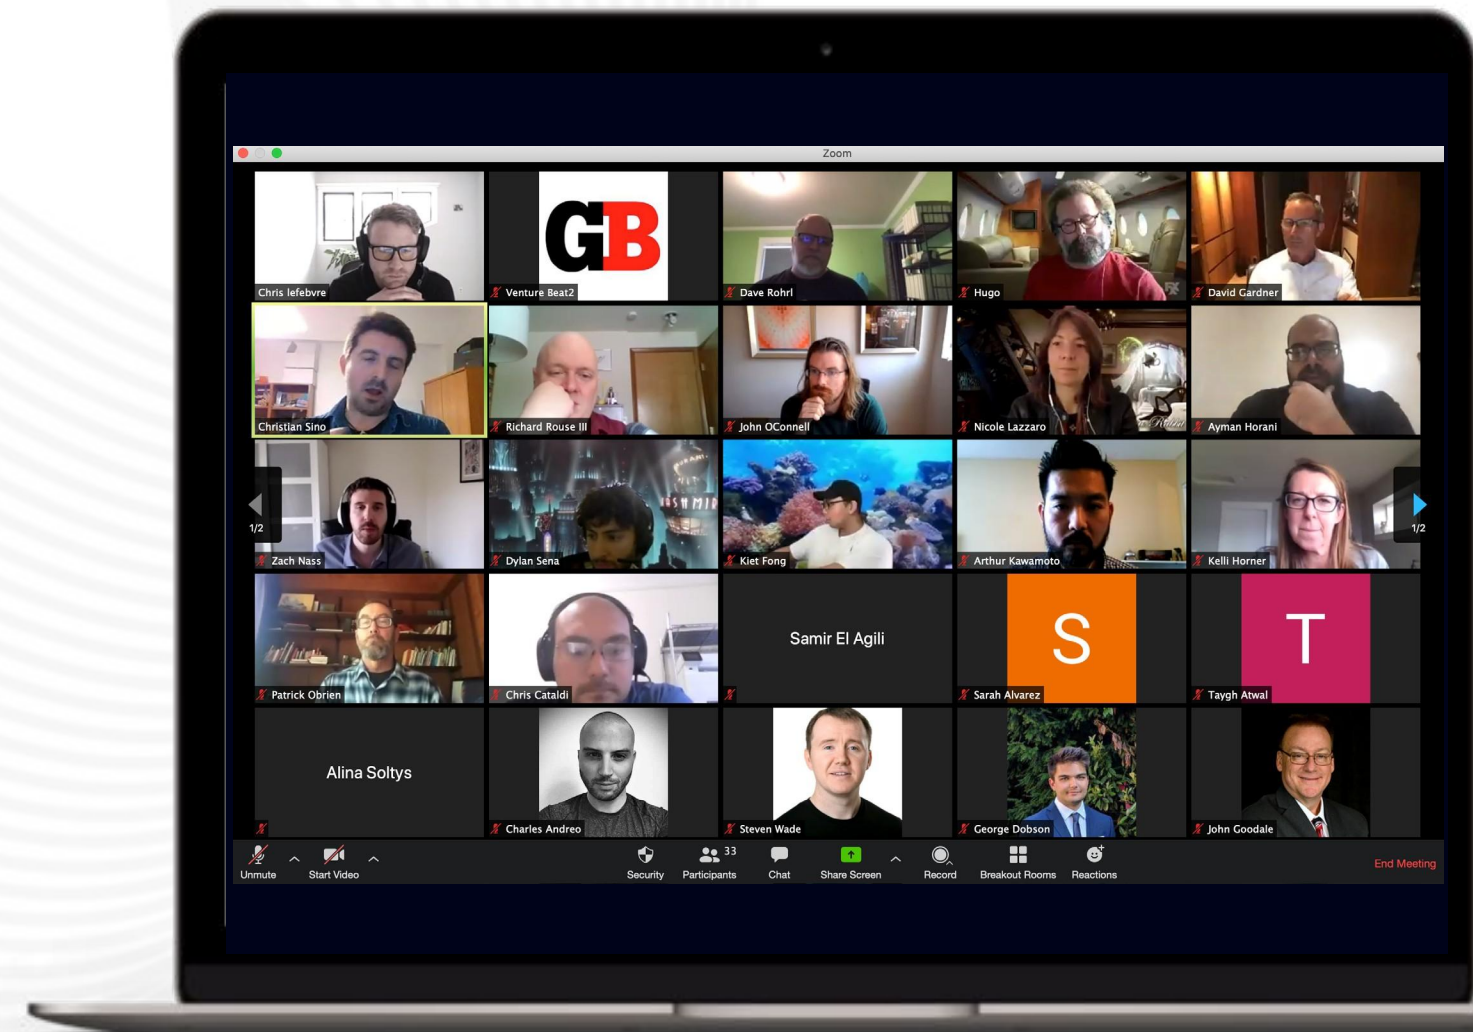 Zoom
GB
Chris lefebvre
Venture Beat2
Dave Rohrl
Hugo
David Gardner
Christian Sino
Richard Rouse III
John OConnell
Nicole Lazzaro
Ayman Horani
1/2
Zach Nass
Dylan Sena
Kiet Fong
Arthur Kawamoto
Kelli Horner
1/2
Patrick Obrien
Chris Cataldi
Samir El Agili
S
Sarah Alvarez
T
Taygh Atwal
Alina Soltys
Charles Andreo
Steven Wade
George Dobson
John Goodale
Unmute
Start Video
Security
Participants
33
Chat
Share Screen
Record
Breakout Rooms
Reactions
End Meeting